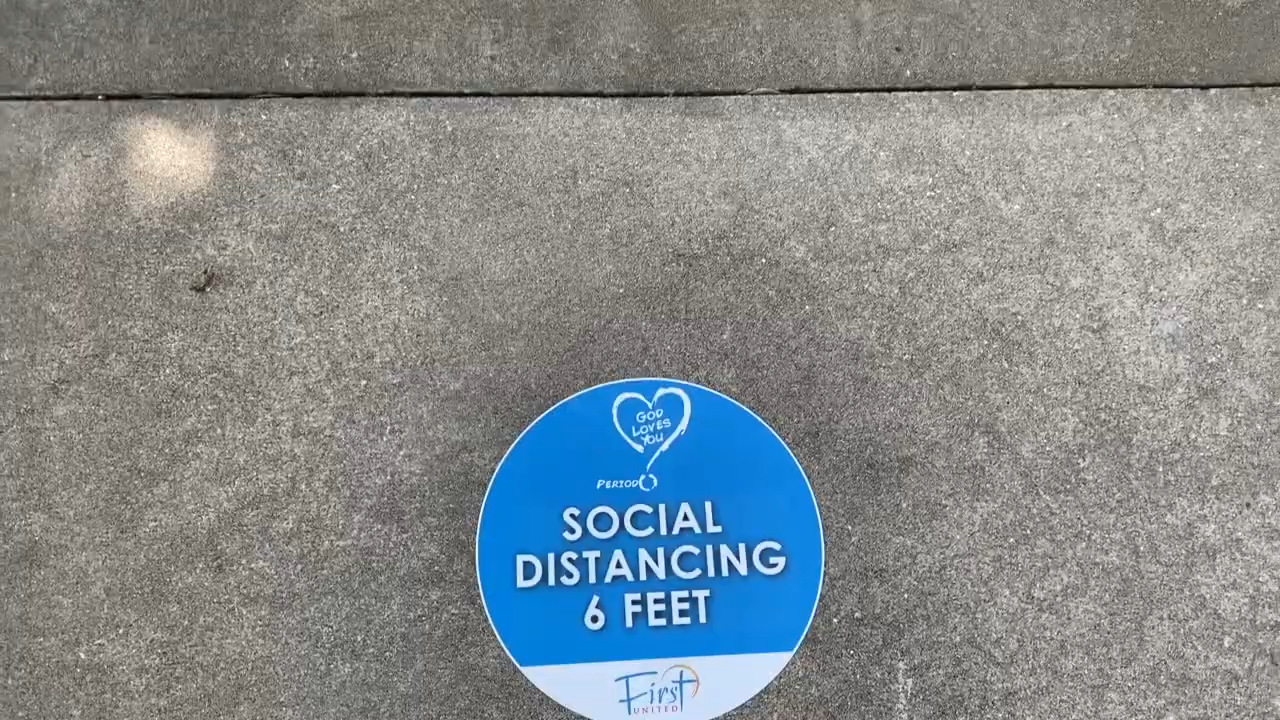 GOD
LOVES
YOU
PERIOD
SOCIAL
DISTANCING
6 FEET
First
UNITED